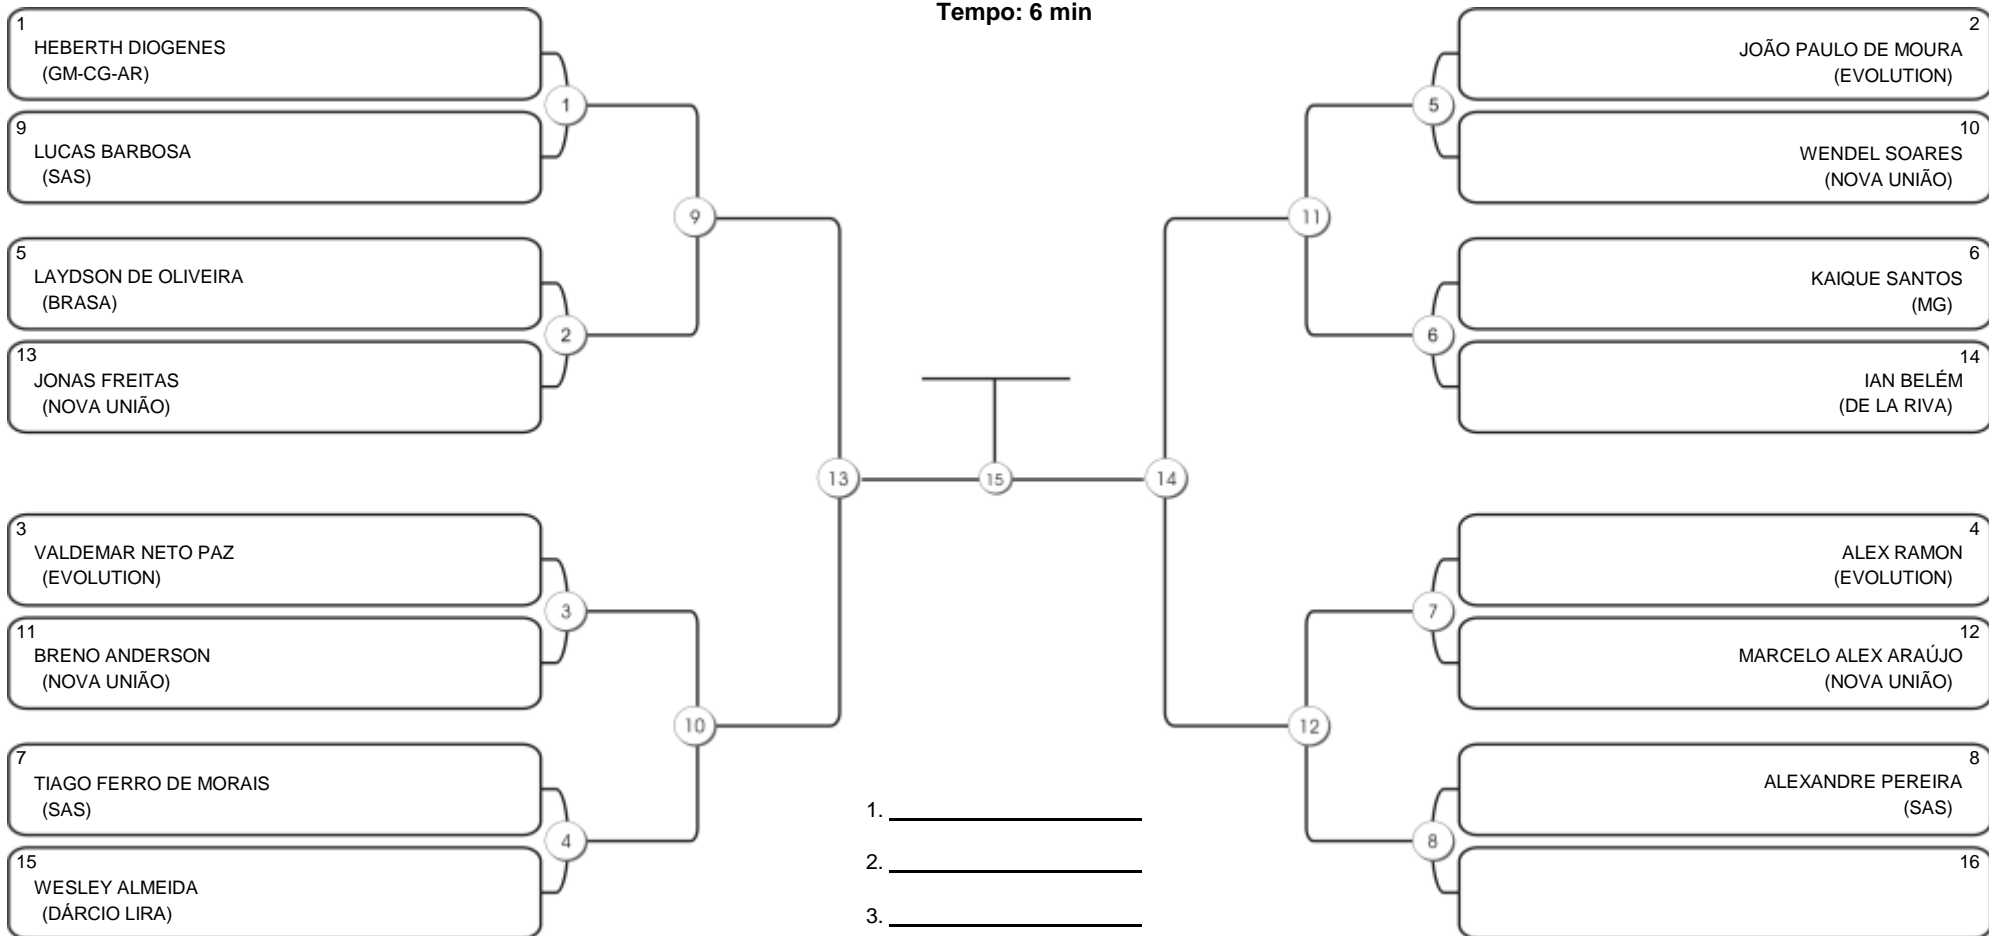 Tempo: 6 min
1
HEBERTH DIOGENES
(GM-CG-AR)
9
LUCAS BARBOSA
(SAS)
5
LAYDSON DE OLIVEIRA
(BRASA)
13
JONAS FREITAS
(NOVA UNIÃO)
3
VALDEMAR NETO PAZ
(EVOLUTION)
11
BRENO ANDERSON
(NOVA UNIÃO)
7
TIAGO FERRO DE MORAIS
(SAS)
15
WESLEY ALMEIDA
(DÁRCIO LIRA)
1
2
3
4
9
10
13
15
14
11
12
5
6
7
8
2
JOÃO PAULO DE MOURA
(EVOLUTION)
10
WENDEL SOARES
(NOVA UNIÃO)
6
KAIQUE SANTOS
(MG)
14
IAN BELÉM
(DE LA RIVA)
4
ALEX RAMON
(EVOLUTION)
12
MARCELO ALEX ARAÚJO
(NOVA UNIÃO)
8
ALEXANDRE PEREIRA
(SAS)
16
1.
2.
3.